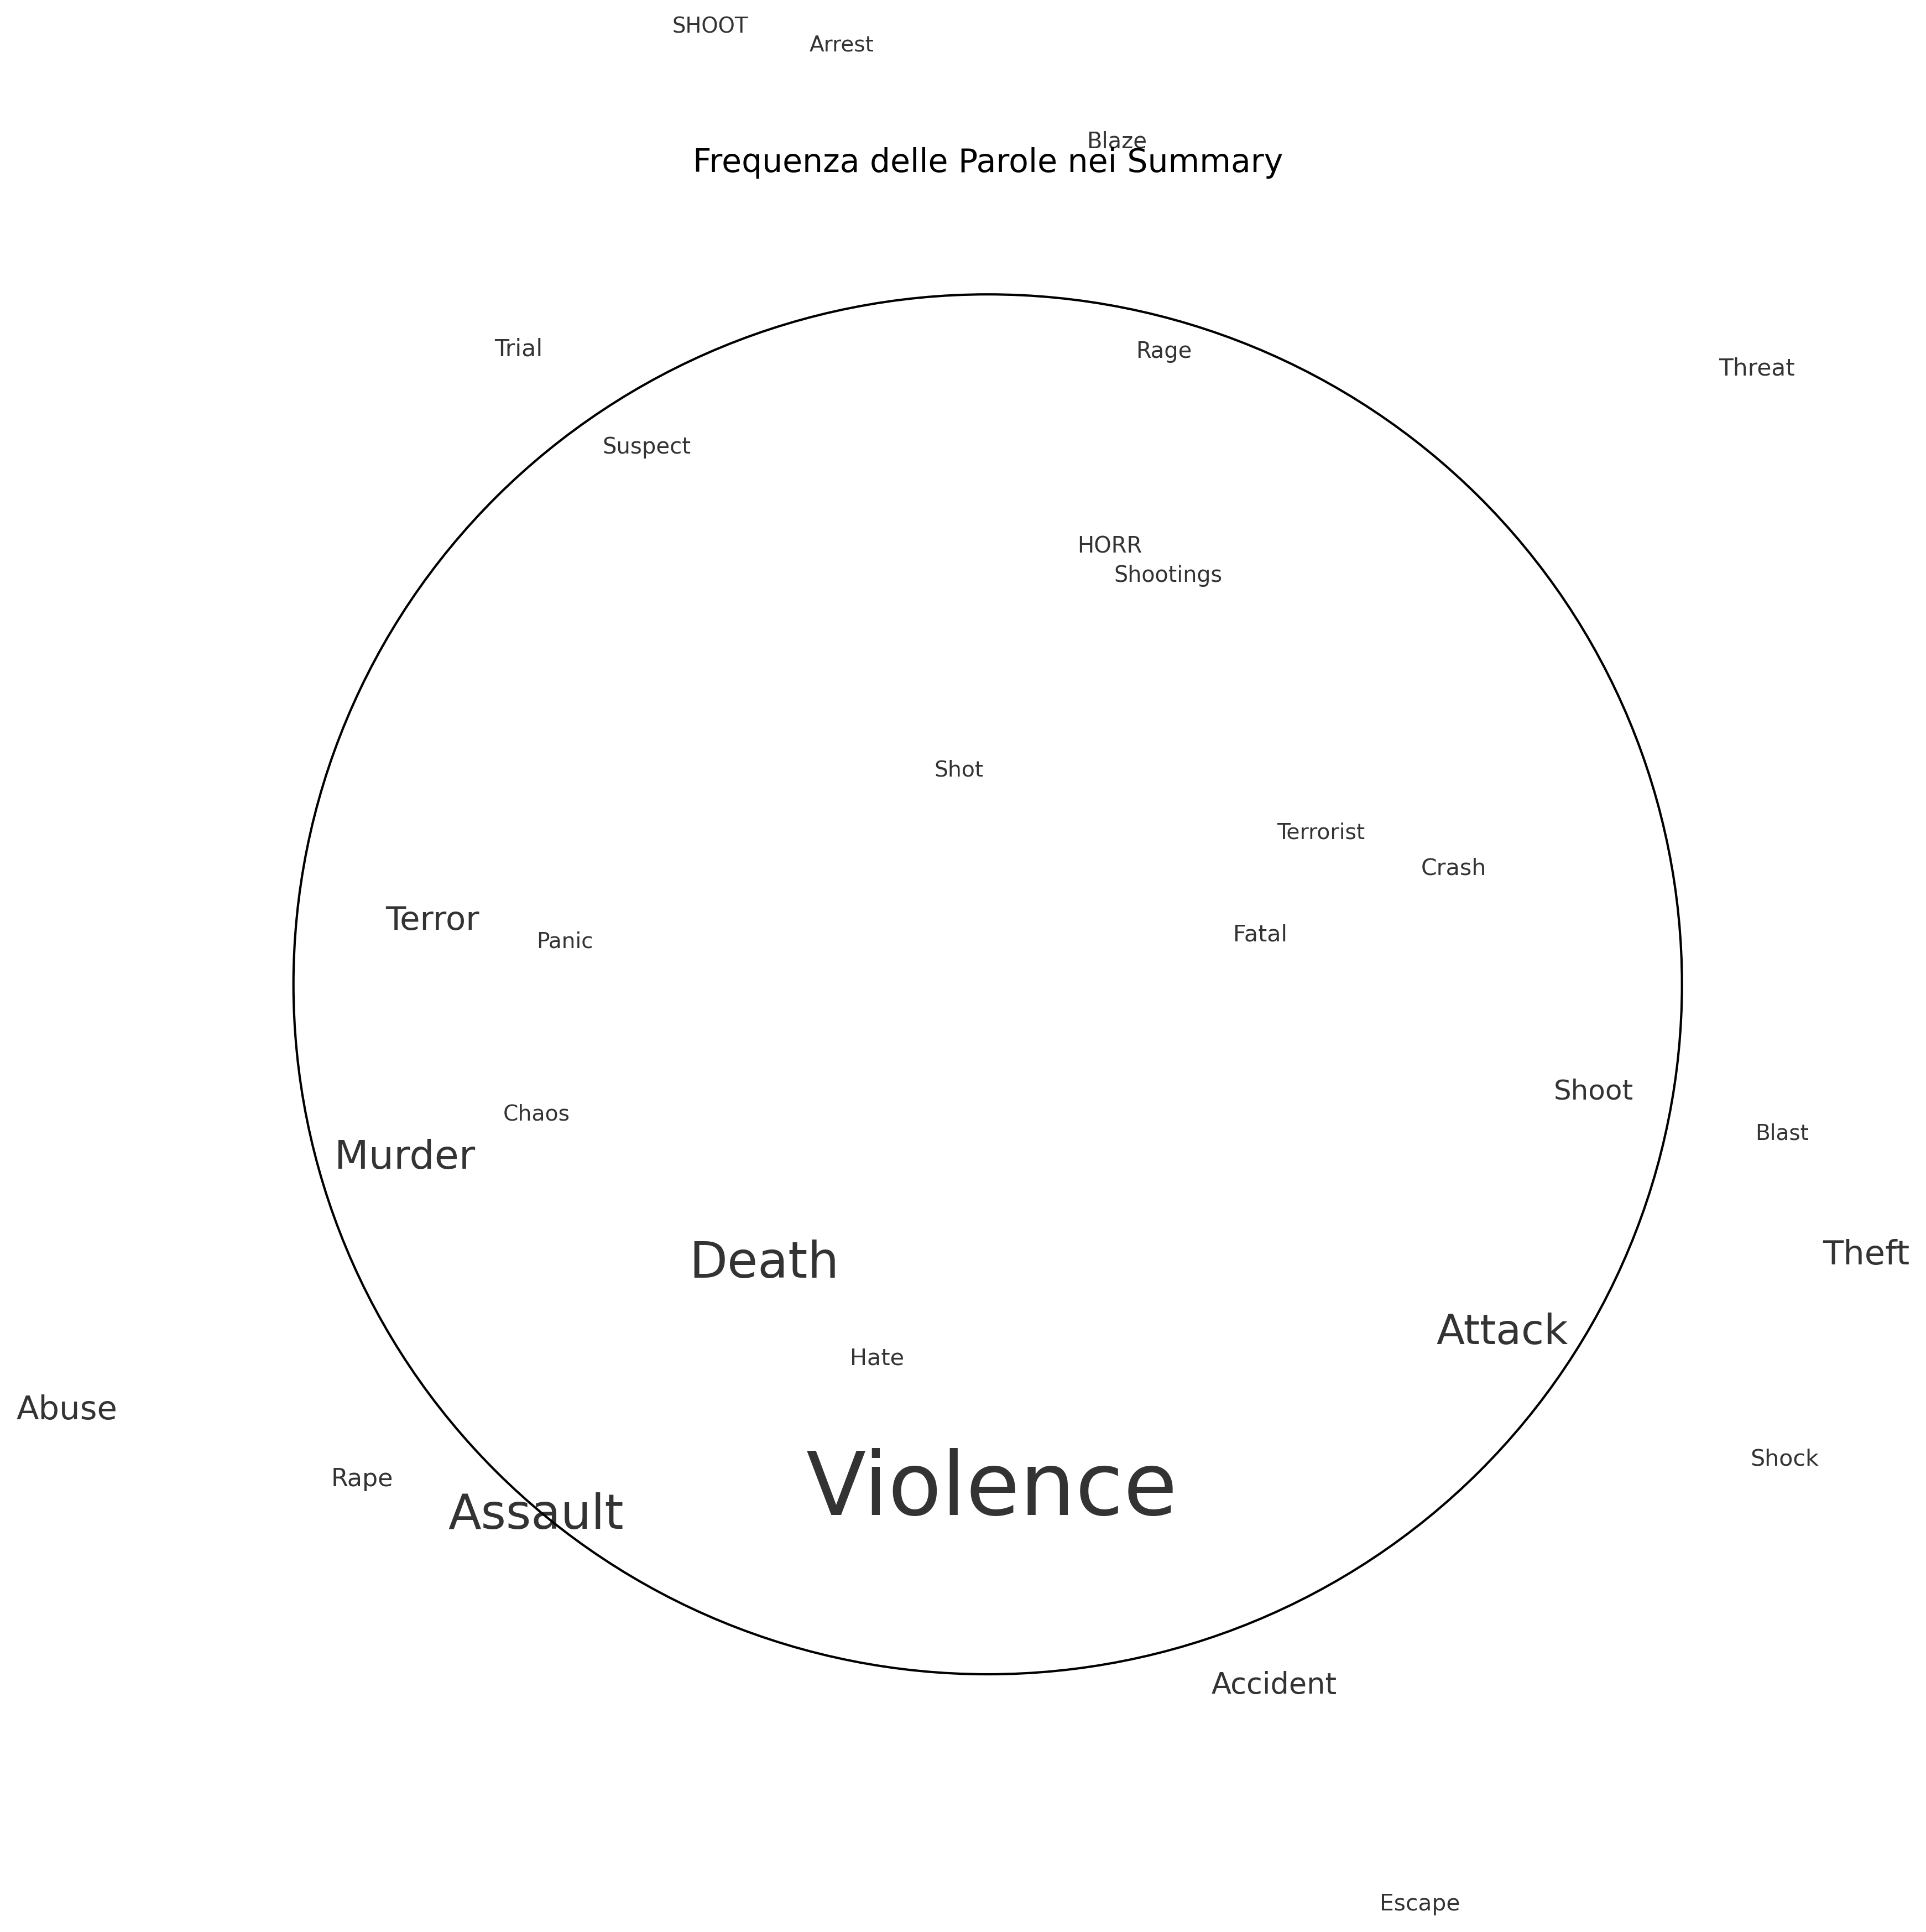 SHOOT
Arrest
Blaze
Frequenza delle Parole nei Summary
Trial
Rage
Threat
Suspect
HORR
Shootings
Shot
Terrorist
Crash
Terror
Panic
Fatal
Shoot
Chaos
Blast
Murder
Death
Theft
Attack
Hate
Abuse
Shock
Rape
Violence
Assault
Accident
Escape